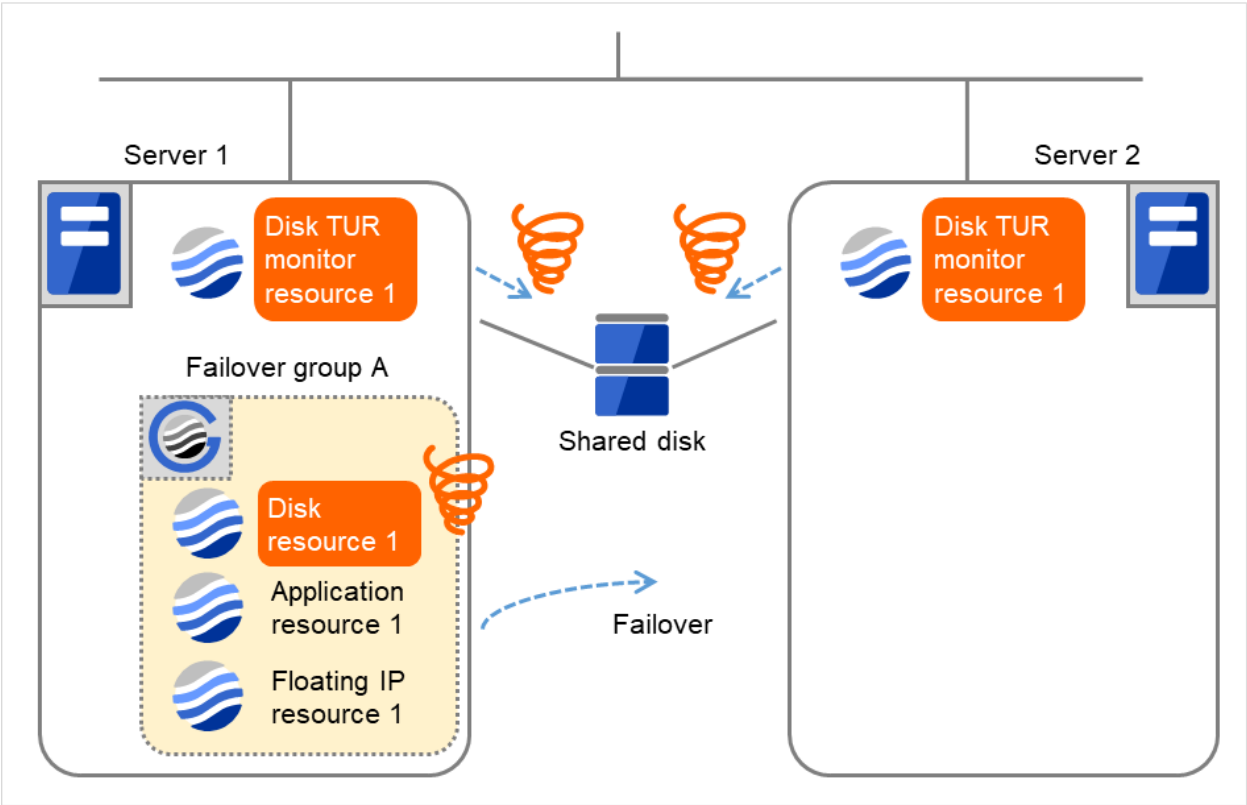 Server 1
Server 2
Disk TUR
monitor
resource 1
Disk TUR
monitor
resource 1
Shared disk
Failover group A
Disk
resource 1
Application
resource 1
Floating IP
resource 1
Failover